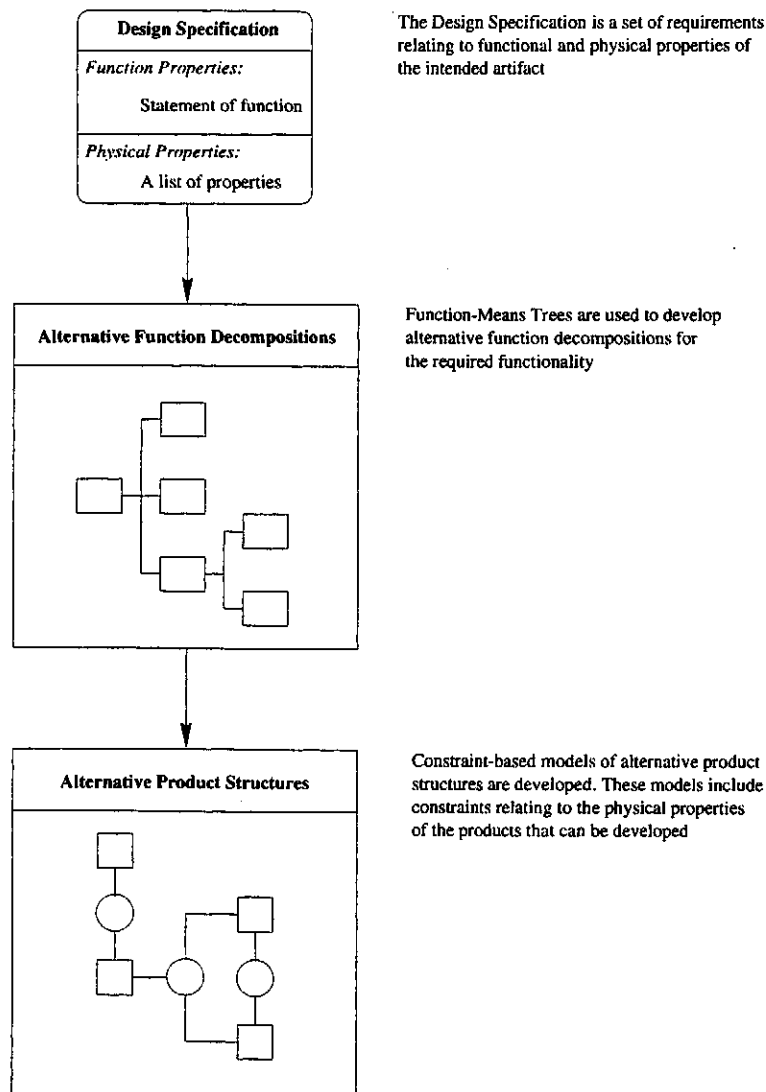 Design Specification
Function Properties:
Statement of function
Physical Properties:
A list of properties
The Design Specification is a set of requirements
relating to functional and physical properties of
the intended artifact
Alternative Function Decompositions
Function-Means Trees are used to develop
alternative function decompositions for
the required functionality
Alternative Product Structures
Constraint-based models of alternative product
structures are developed. These models include
constraints relating to the physical properties
of the products that can be developed